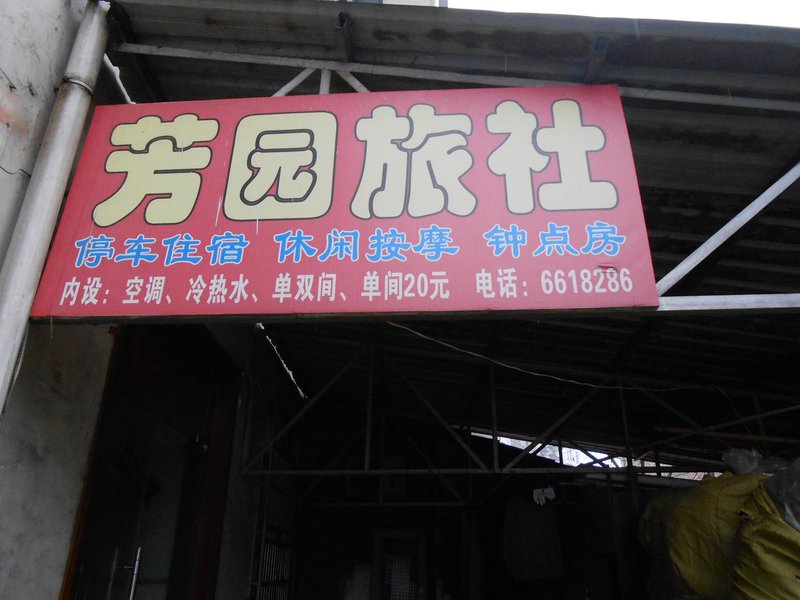 芳园旅社
停车住宿 休闲按摩 钟点房
内设：空调、冷热水、单双间、单间20元 电话：6618286